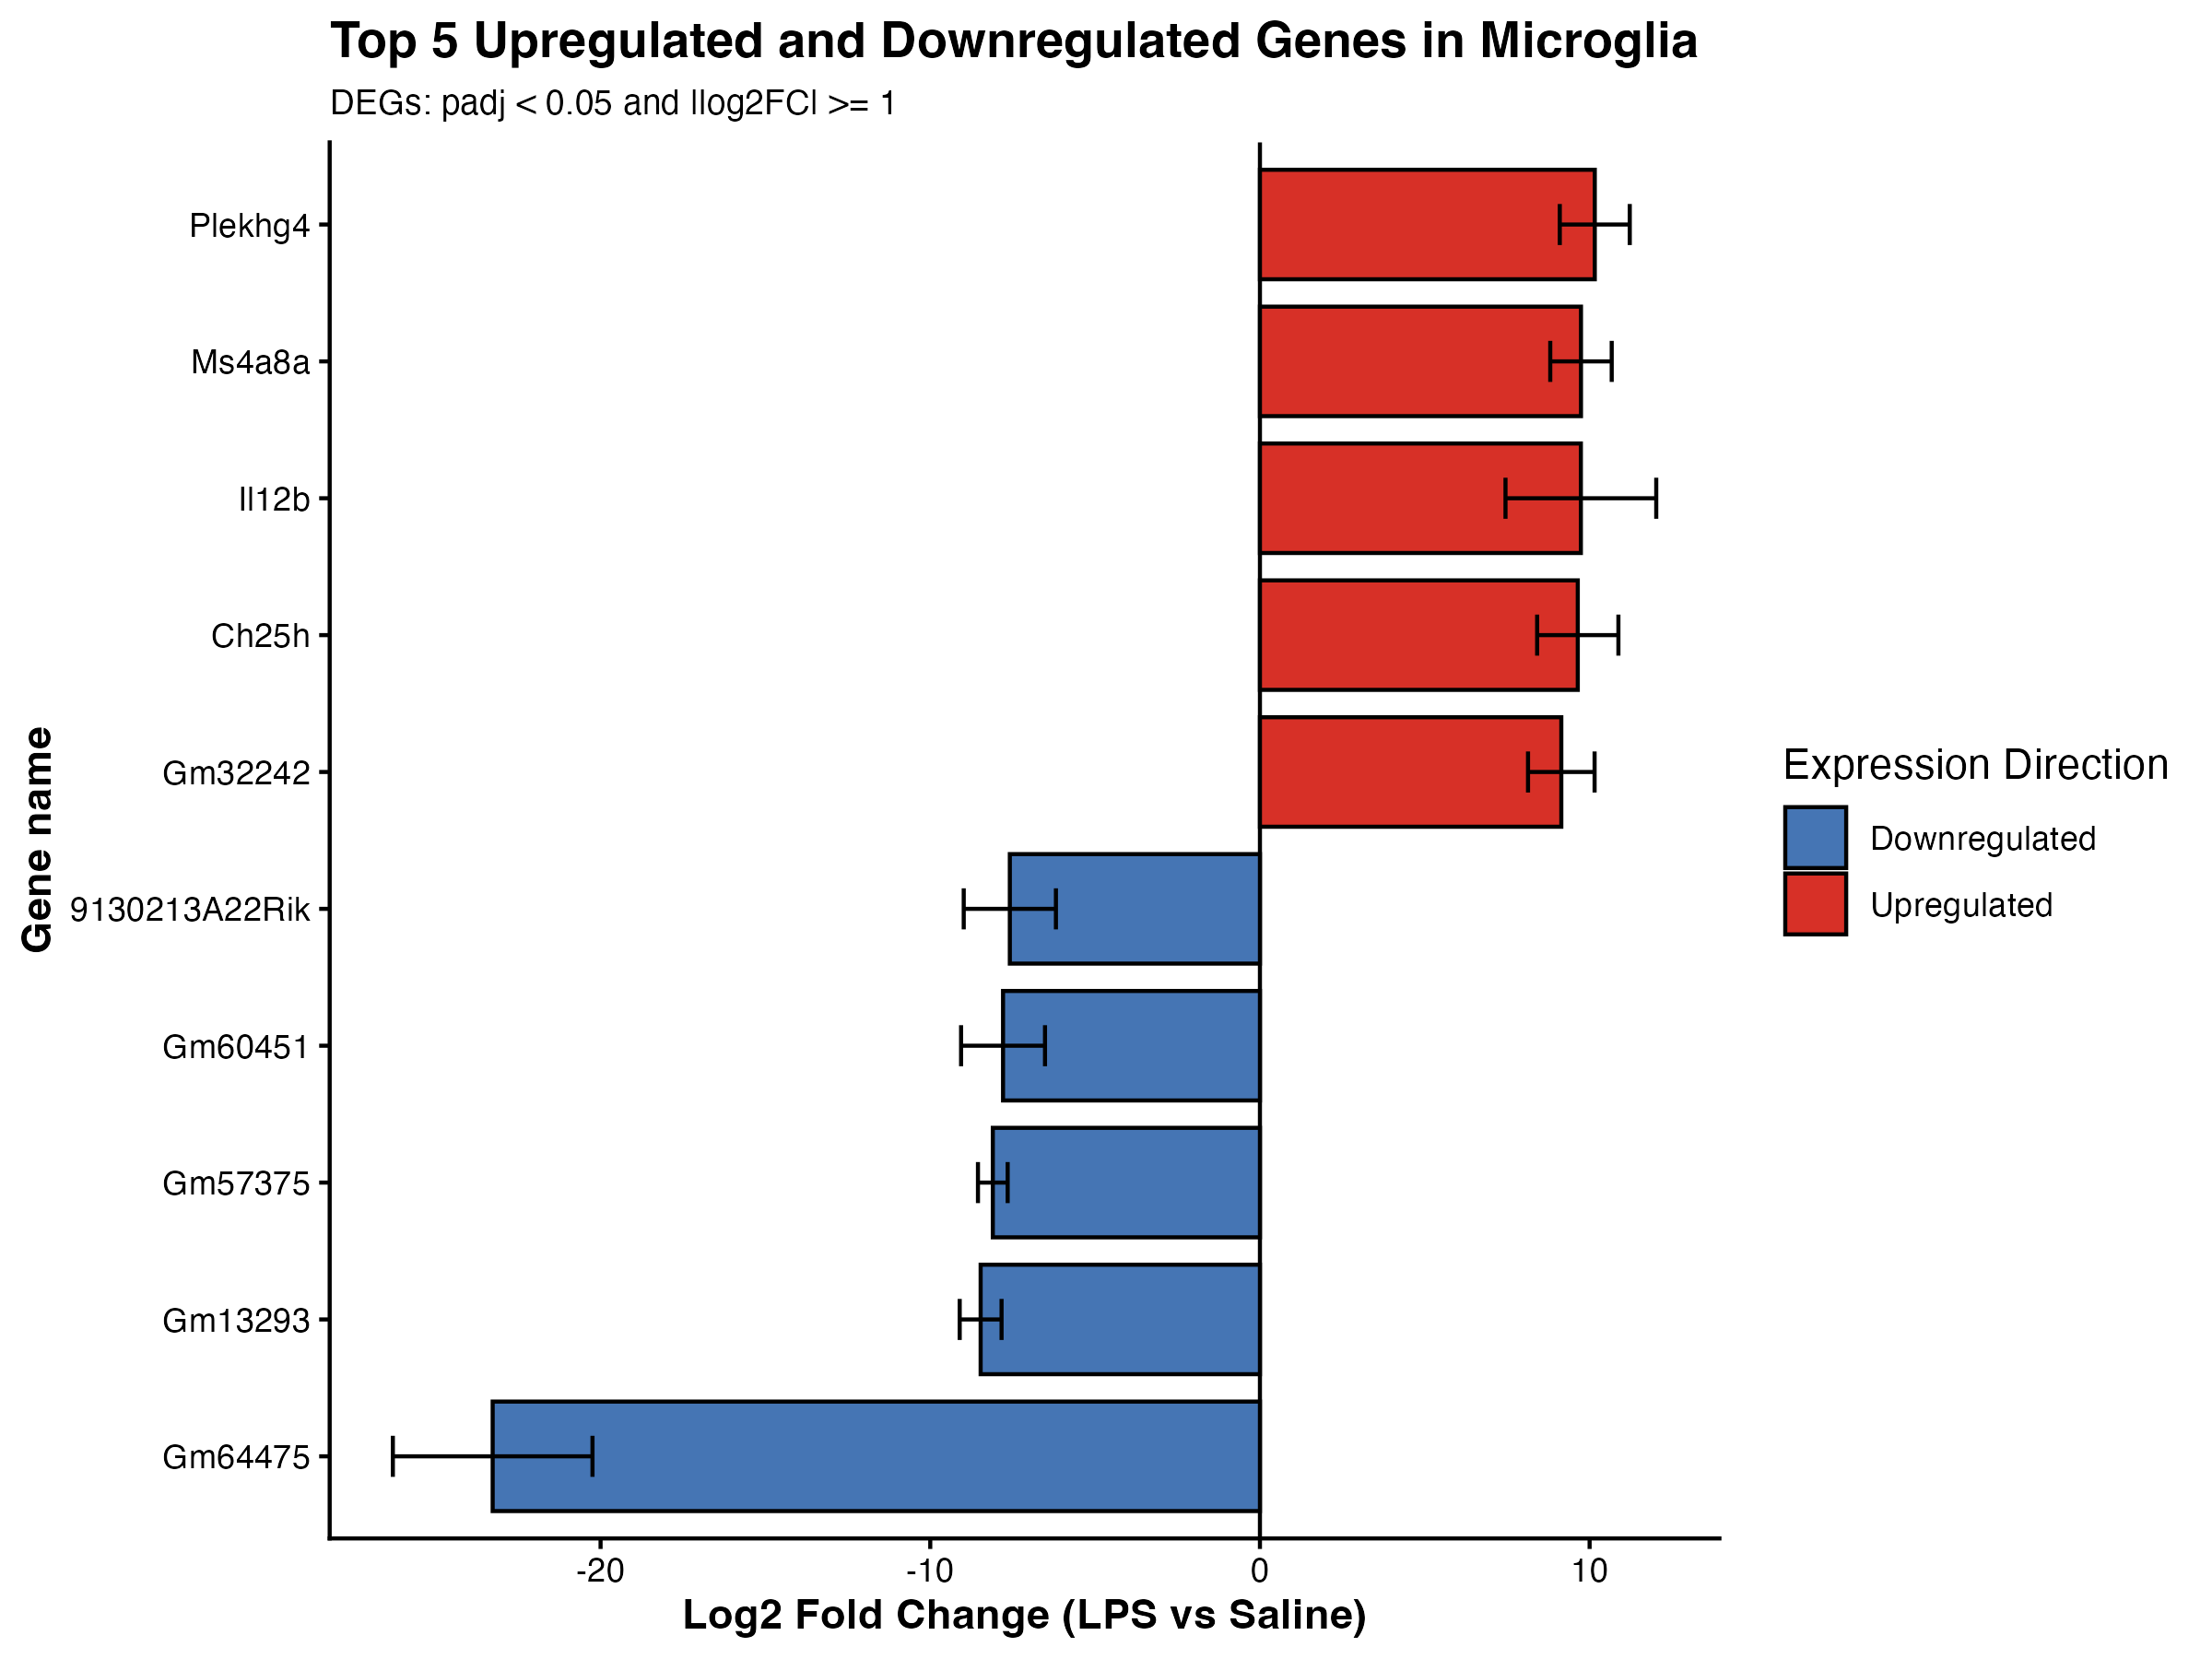 Top 5 Upregulated and Downregulated Genes in Microglia
DEGs: padj < 0.05 and |log2FC| >= 1
Gene name
Plekhg4
Ms4a8a
Il12b
Ch25h
Gm32242
9130213A22Rik
Gm60451
Gm57375
Gm13293
Gm64475
-20
-10
0
10
Log2 Fold Change (LPS vs Saline)
Expression Direction
Downregulated
Upregulated